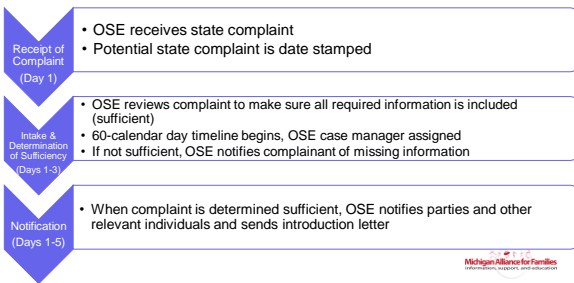 Receipt of
Complaint
(Day 1)
• OSE receives state complaint
• Potential state complaint is date stamped
Intake &
Determination
of Sufficiency
(Days 1-3)
• OSE reviews complaint to make sure all required information is included
(sufficient)
• 60-calendar day timeline begins, OSE case manager assigned
• If not sufficient, OSE notifies complainant of missing information
Notification
(Days 1-5)
• When complaint is determined sufficient, OSE notifies parties and other
relevant individuals and sends introduction letter
Michigan Alliance for Families
information, support, and education